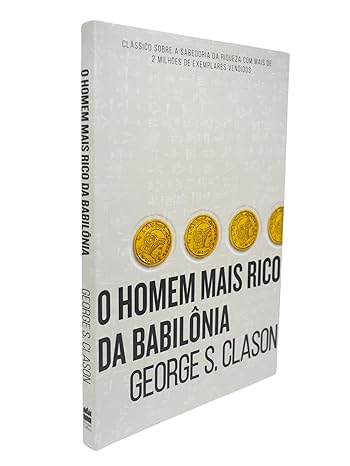 CLÁSSICO SOBRE A SABEDORIA DA RIQUEZA COM MAIS DE
2 MILHÕES DE EXEMPLARES VENDIDOS
O HOMEM MAIS RICO
DA BABILÔNIA
GEORGE S. CLASON
O HOMEM MAIS RICO DA BABILÔNIA
GEORGE S. CLASON